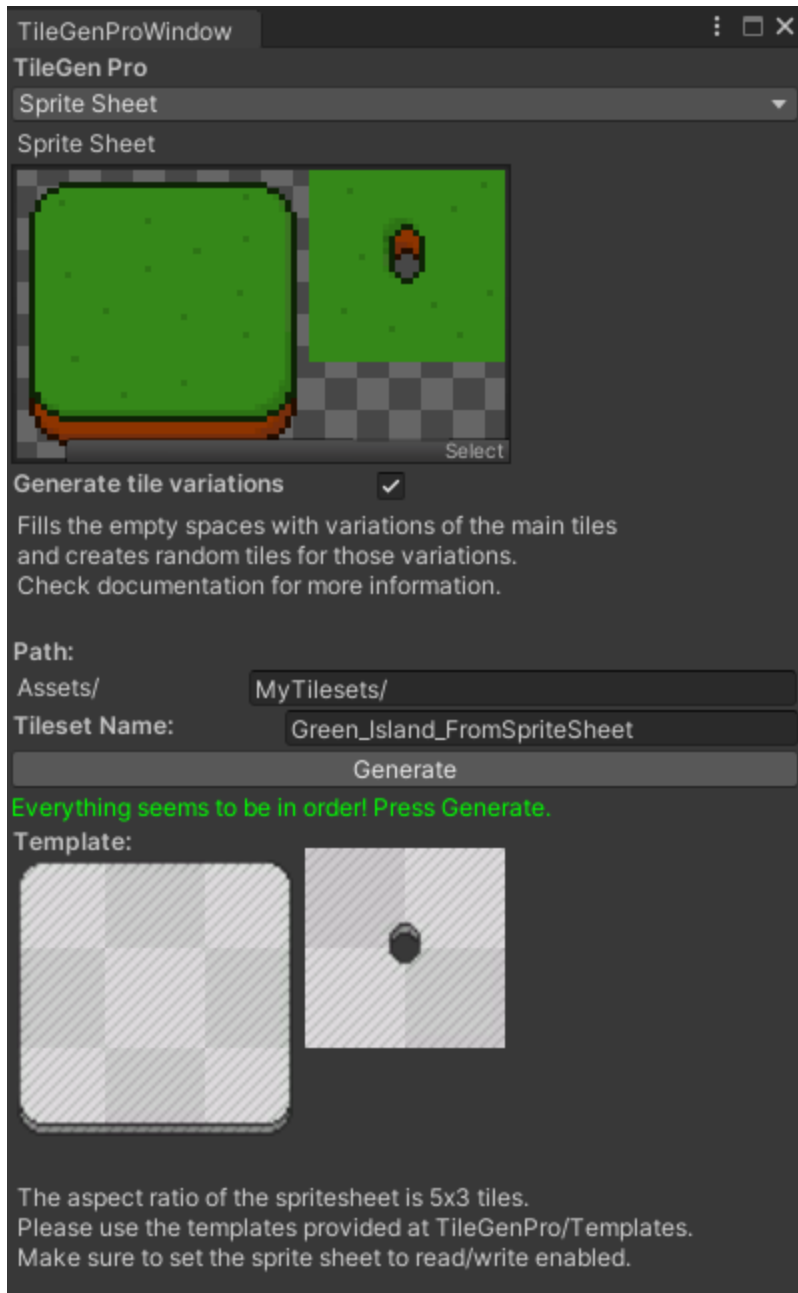 TileGenProWindow
TileGen Pro
Sprite Sheet
Sprite Sheet
Select
Generate tile variations
Fills the empty spaces with variations of the main tiles
and creates random tiles for those variations.
Check documentation for more information.
Path:
Assets/ MyTilesets/
Tileset Name: Green_Island_FromSpriteSheet
Generate
Everything seems to be in order! Press Generate.
Template:
The aspect ratio of the spritesheet is 5x3 tiles.
Please use the templates provided at TileGenPro/Templates.
Make sure to set the sprite sheet to read/write enabled.